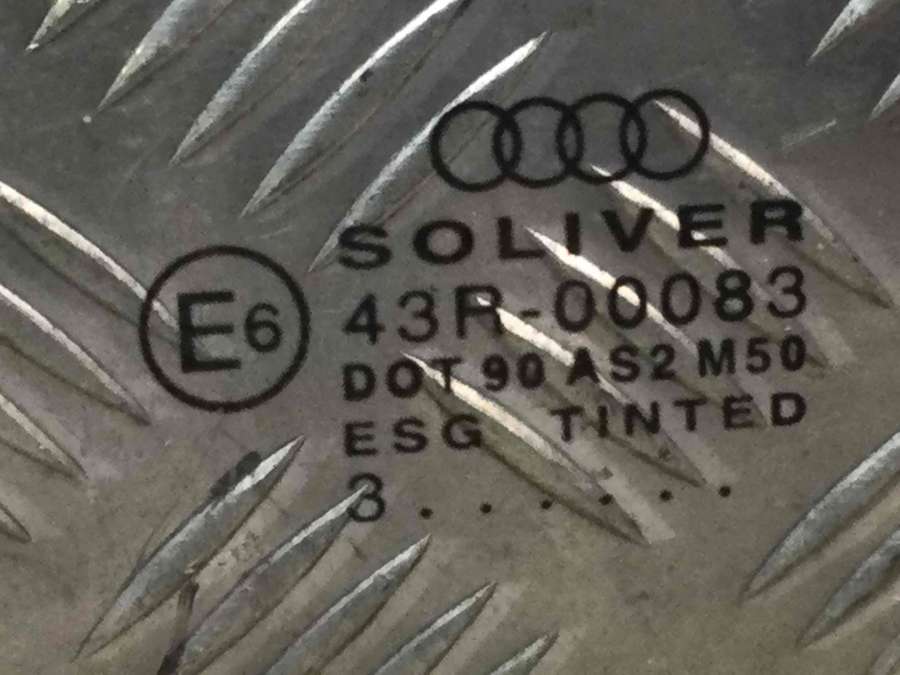 SOLIVER
E6
43R-00083
DOT 90 AS2 M50
ESG TINTED
3 . . . . . .